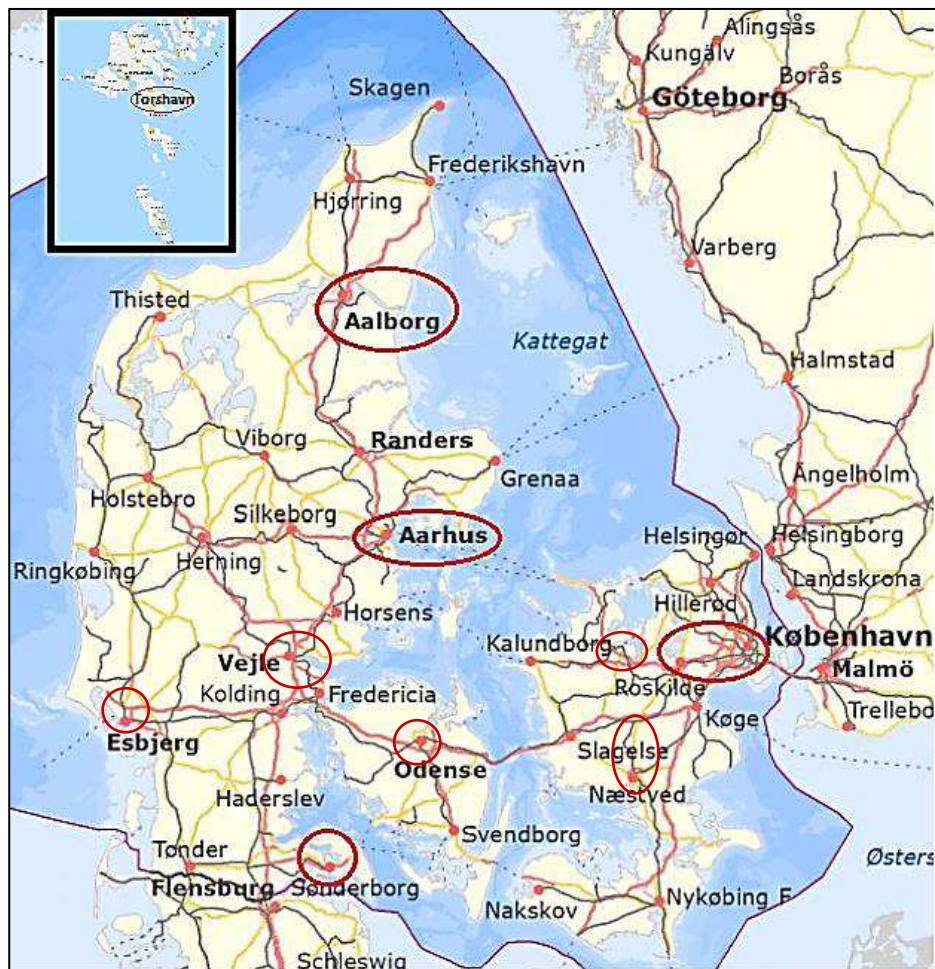 Alingsås
Kungälv
Borås
Göteborg
Torshavn
Skagen
Frederikshavn
Hjørring
Varberg
Thisted
Aalborg
Kattegat
Halmstad
Randers
Viborg
Grenaa
Ängelholm
Holstebro
Silkeborg
Aarhus
Helsingør
Helsingborg
Ringkøbing
Herning
Landskrona
Hillerød
Horsens
København
Kalundborg
Vejle
Malmö
Roskilde
Kolding
Fredericia
Trellebo
Køge
Esbjerg
Slagelse
Odense
Næstved
Haderslev
Svendborg
Tønder
Østers
Flensburg
Sønderborg
Nakskov
Nykøbing F
Schleswig